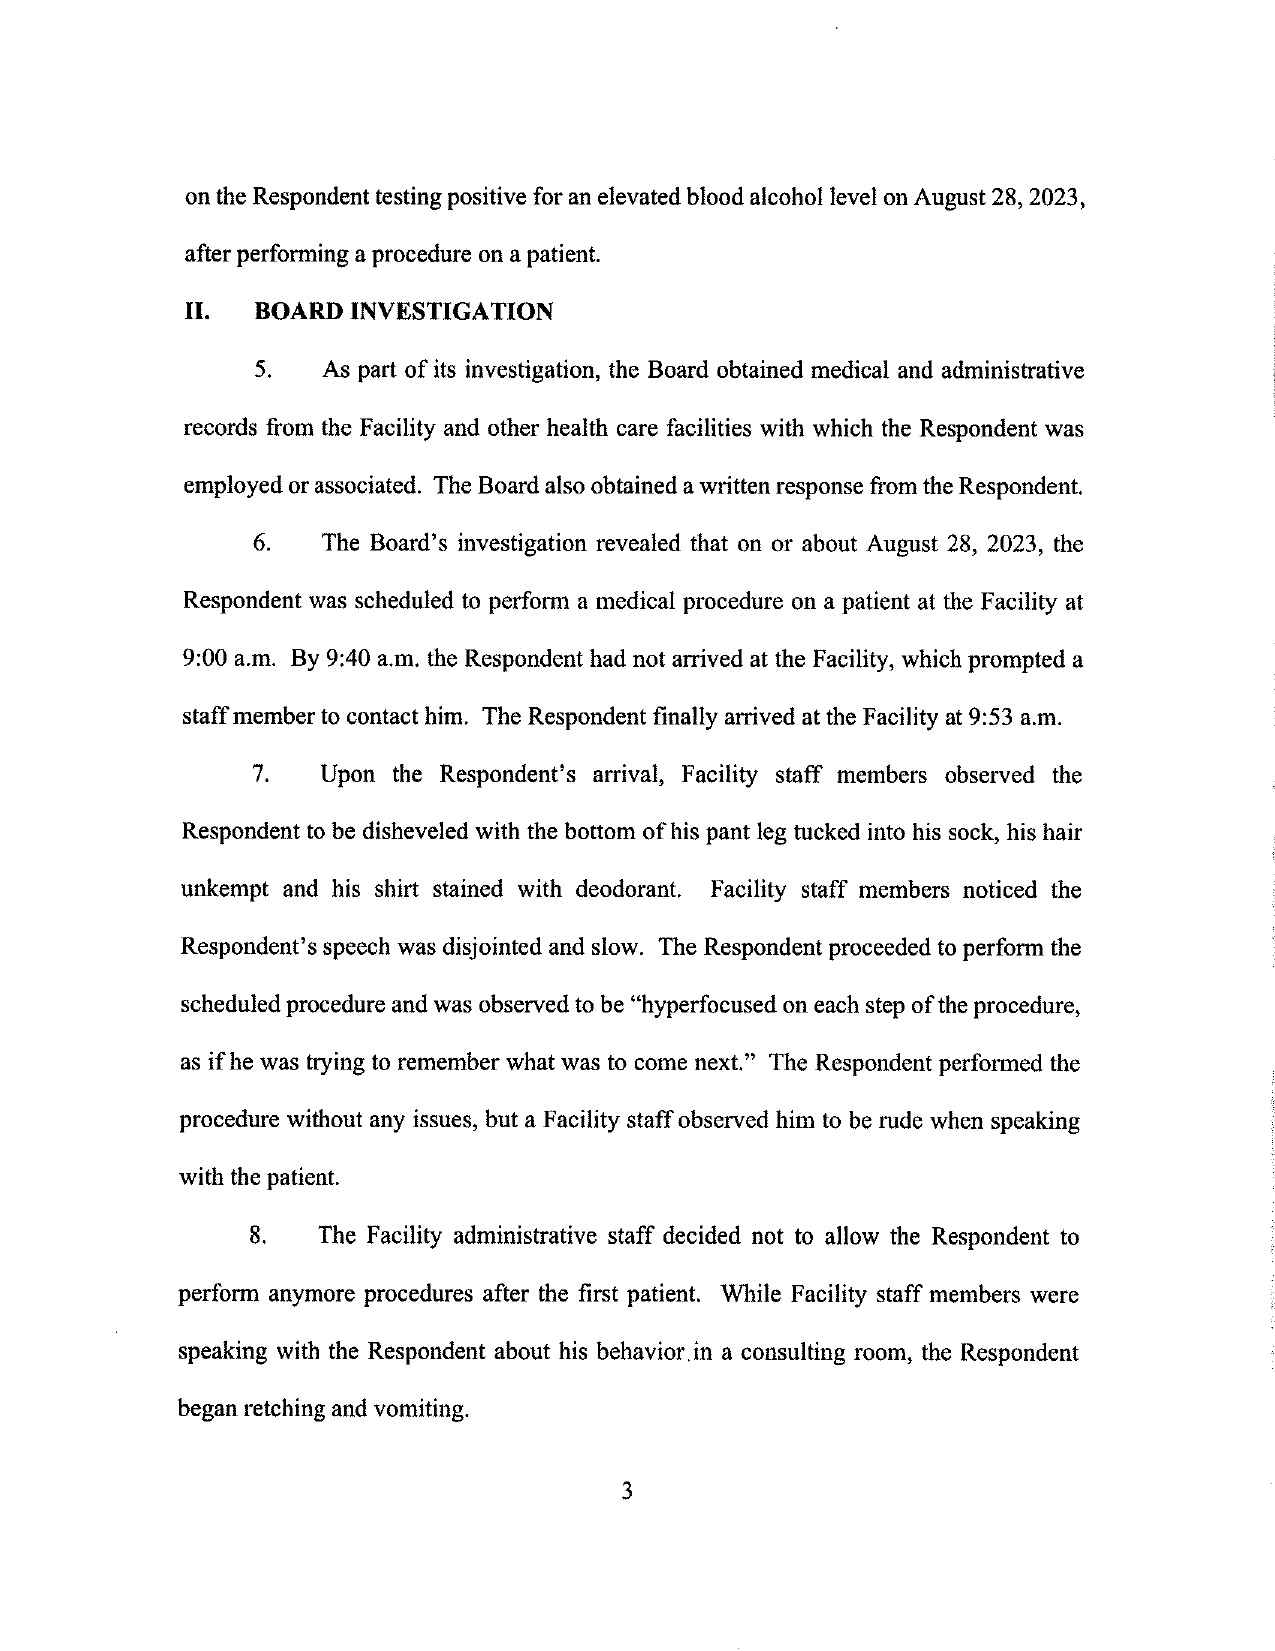 on the Respondent testing positive for an elevated blood alcohol level on August 28, 2023,
after performing a procedure on a patient.
II. BOARD INVESTIGATION
5. As part of its investigation, the Board obtained medical and administrative
records from the Facility and other health care facilities with which the Respondent was
employed or associated. The Board also obtained a written response from the Respondent.
6. The Board’s investigation revealed that on or about August 28, 2023, the
Respondent was scheduled to perform a medical procedure on a patient at the Facility at
9:00 a.m. By 9:40 a.m. the Respondent had not arrived at the Facility, which prompted a
staff member to contact him. The Respondent finally arrived at the Facility at 9:53 a.m.
7. Upon the Respondent’s arrival, Facility staff members observed the
Respondent to be disheveled with the bottom of his pant leg tucked into his sock, his hair
unkempt and his shirt stained with deodorant. Facility staff members noticed the
Respondent’s speech was disjointed and slow. The Respondent proceeded to perform the
scheduled procedure and was observed to be “hyperfocused on each step of the procedure,
as if he was trying to remember what was to come next.” The Respondent performed the
procedure without any issues, but a Facility staff observed him to be rude when speaking
with the patient.
8. The Facility administrative staff decided not to allow the Respondent to
perform anymore procedures after the first patient. While Facility staff members were
speaking with the Respondent about his behavior in a consulting room, the Respondent
began retching and vomiting.
3